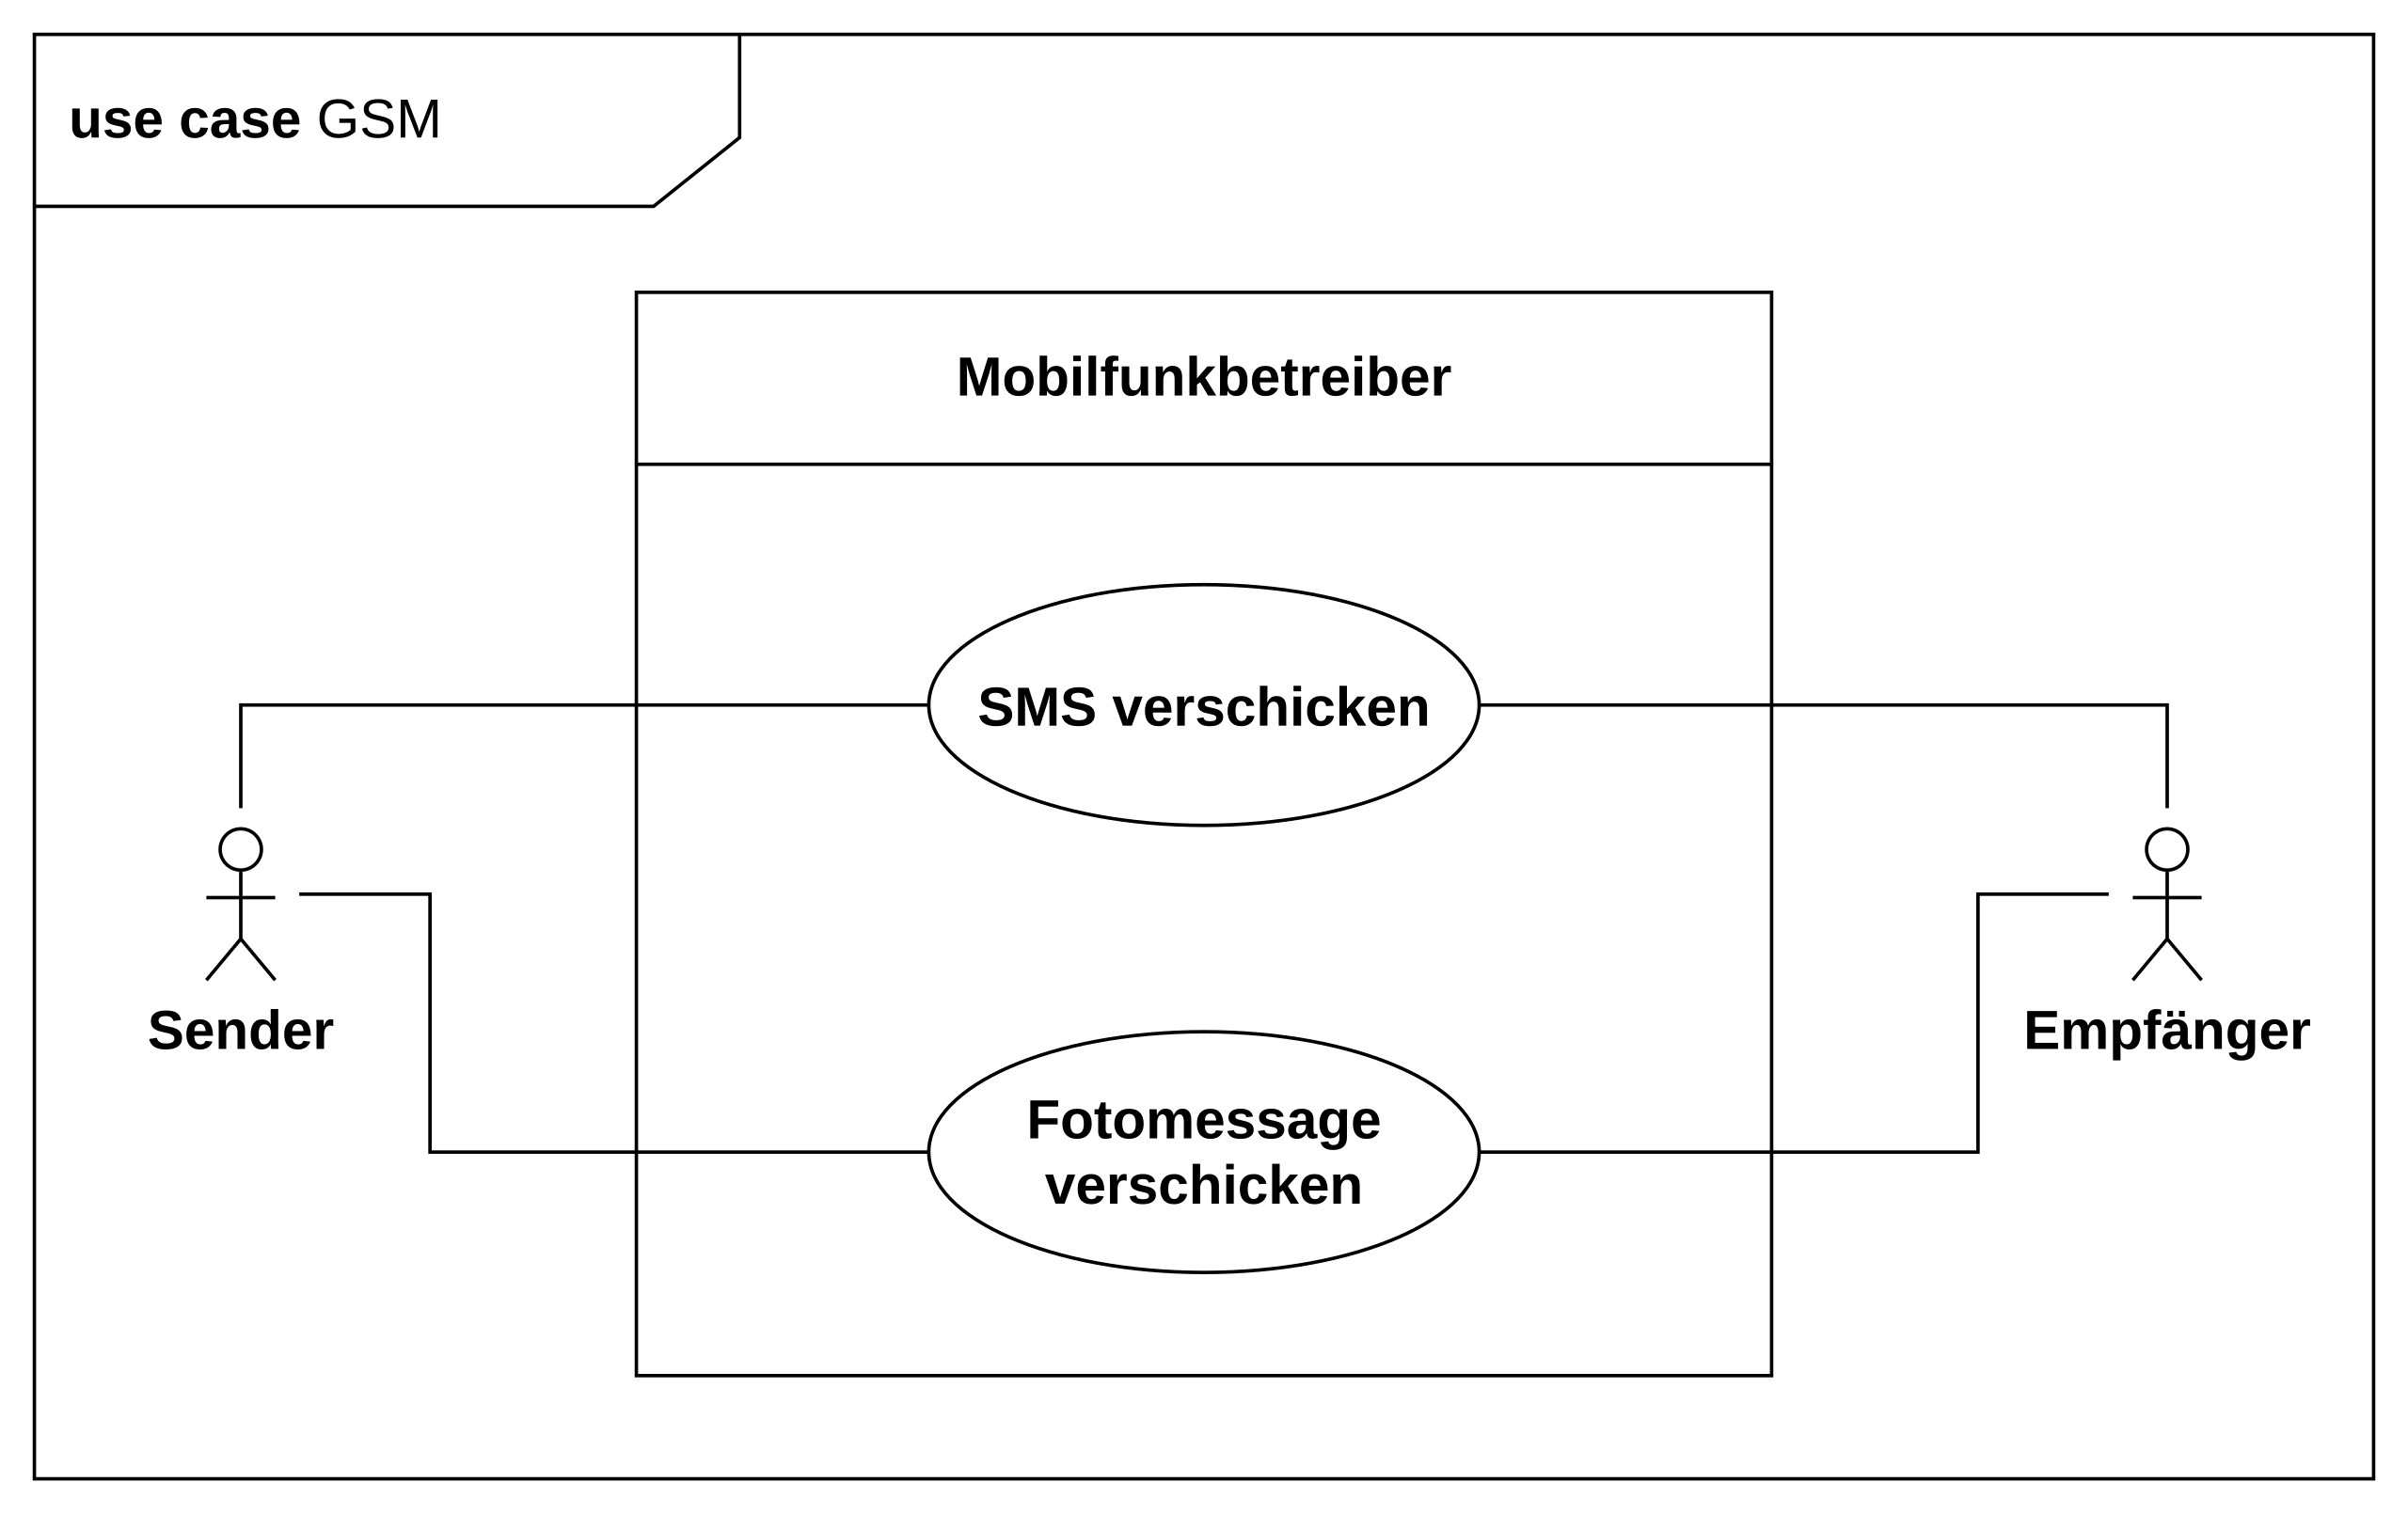 use case GSM
Mobilfunkbetreiber
SMS verschicken
Sender
Empfänger
Fotomessage
verschicken